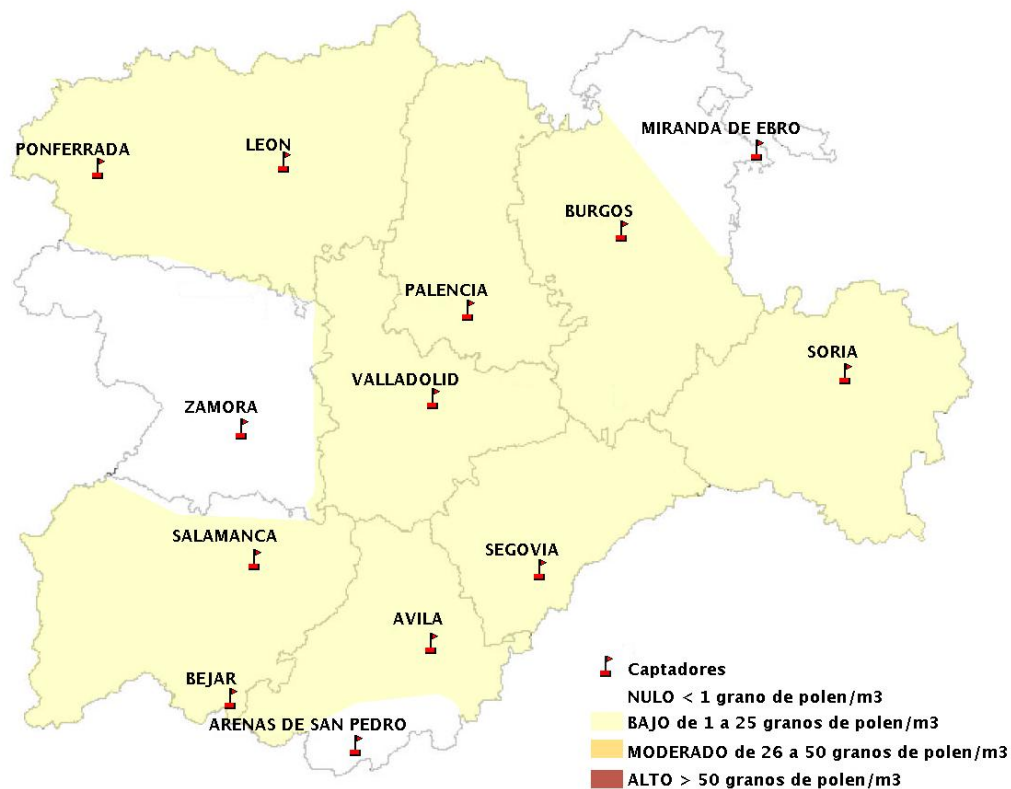 MIRANDA DE EBRO
PONFERRADA
LEON
BURGOS
PALENCIA
SORIA
VALLADOLID
ZAMORA
SALAMANCA
SEGOVIA
AVILA
BEJAR
ARENAS DE SAN PEDRO
Captadores
NULO < 1 grano de polen/m3
BAJO de 1 a 25 granos de polen/m3
MODERADO de 26 a 50 granos de polen/m3
ALTO > 50 granos de polen/m3